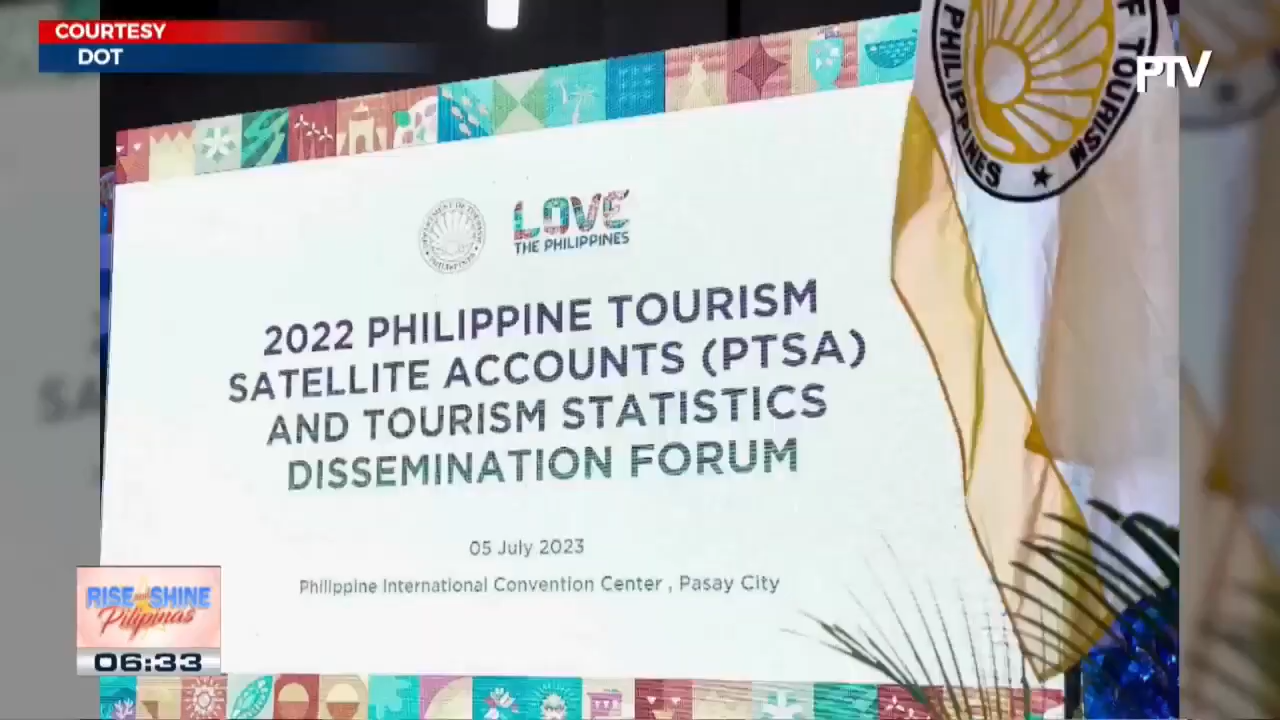 COURTESY
DOT
PTV
F TOURISM
PHILIPPINES
LOVE
THE PHILIPPINES
2022 PHILIPPINE TOURISM
SATELLITE ACCOUNTS (PTSA)
AND TOURISM STATISTICS
DISSEMINATION FORUM
05 July 2023
Philippine International Convention Center , Pasay City
RISE and SHINE
Pilipinas
06:33